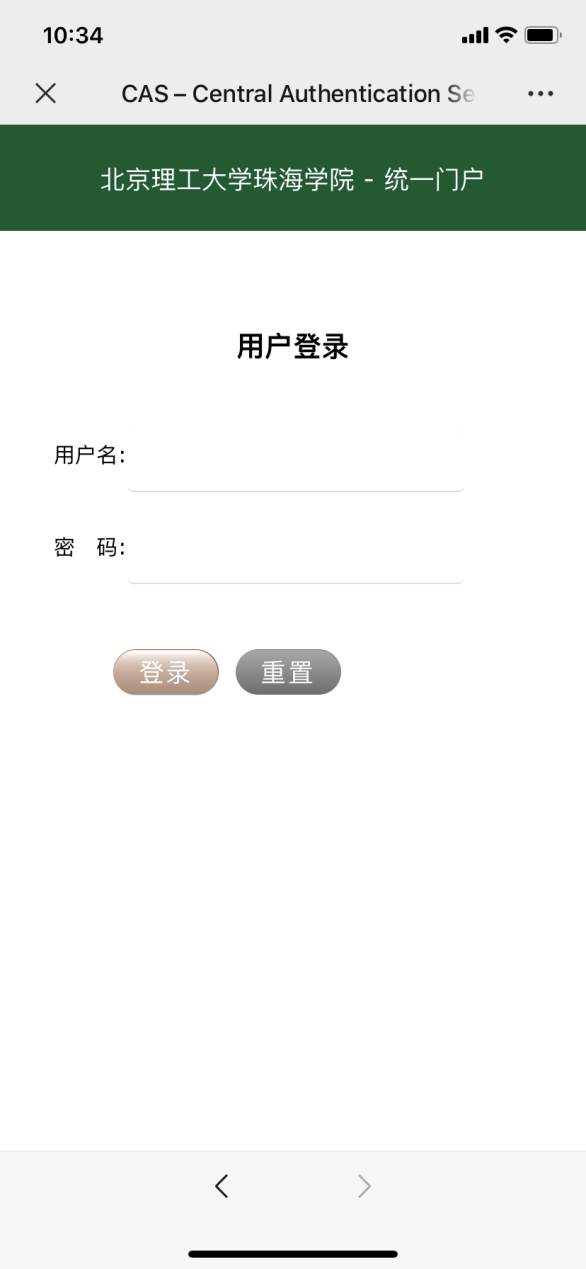 10:34
CAS – Central Authentication Se
北京理工大学珠海学院 - 统一门户
用户登录
用户名:
密 码:
登录 重置